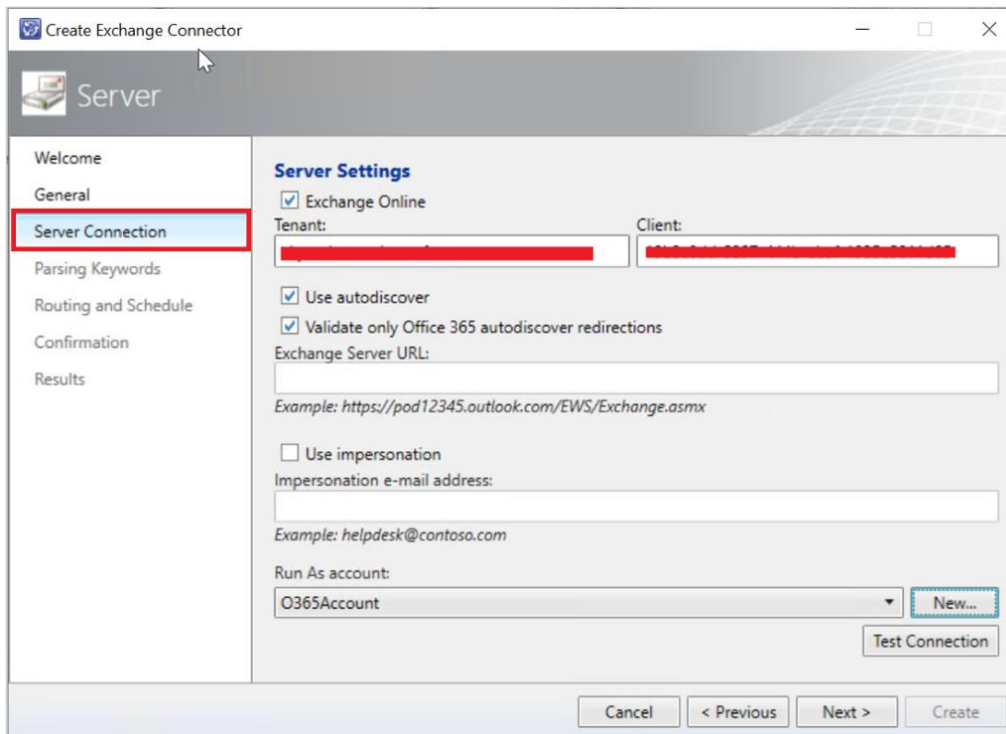 Create Exchange Connector
Server
Welcome
General
Server Connection
Parsing Keywords
Routing and Schedule
Confirmation
Results
Server Settings
Exchange Online
Tenant: Client:
Use autodiscover
Validate only Office 365 autodiscover redirections
Exchange Server URL:
Example: https://pod12345.outlook.com/EWS/Exchange.asmx
Use impersonation
Impersonation e-mail address:
Example: helpdesk@contoso.com
Run As account:
O365Account New...
Test Connection
Cancel < Previous Next > Create